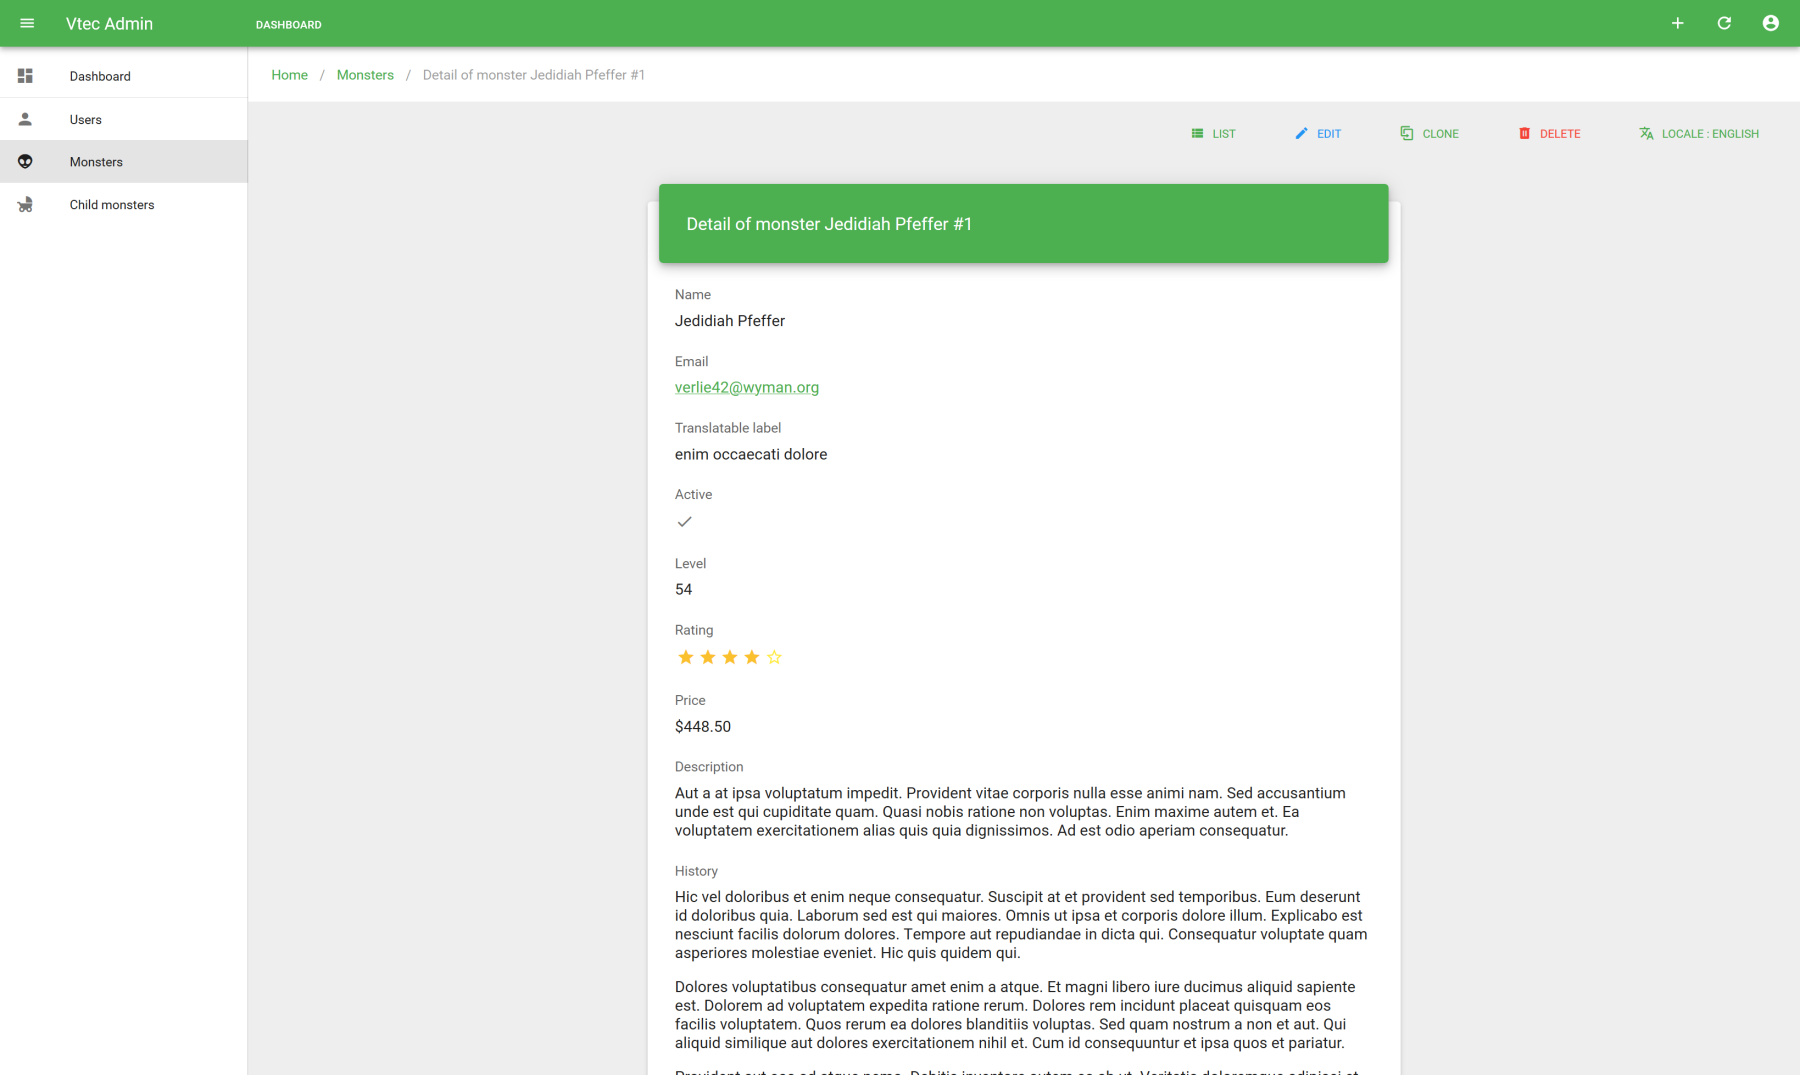 Vtec Admin
DASHBOARD
Dashboard
Users
Monsters
Child monsters
Home / Monsters / Detail of monster Jedidiah Pfeffer #1
LIST
EDIT
CLONE
DELETE
LOCALE : ENGLISH
Detail of monster Jedidiah Pfeffer #1
Name
Jedidiah Pfeffer
Email
verlie42@wyman.org
Translatable label
enim occaecati dolore
Active
Level
54
Rating
Price
$448.50
Description
Aut a at ipsa voluptatum impedit. Provident vitae corporis nulla esse animi nam. Sed accusantium
unde est qui cupiditate quam. Quasi nobis ratione non voluptas. Enim maxime autem et. Ea
voluptatem exercitationem alias quis quia dignissimos. Ad est odio aperiam consequatur.
History
Hic vel doloribus et enim neque consequatur. Suscipit at et provident sed temporibus. Eum deserunt
id doloribus quia. Laborum sed est qui maiores. Omnis ut ipsa et corporis dolore illum. Explicabo est
nesciunt facilis dolorum dolores. Tempore aut repudiandae in dicta qui. Consequatur voluptate quam
asperiores molestiae eveniet. Hic quis quidem qui.
Dolores voluptatibus consequatur amet enim a atque. Et magni libero iure ducimus aliquid sapiente
est. Dolorem ad voluptatem expedita ratione rerum. Dolores rem incidunt placeat quisquam eos
facilis voluptatem. Quos rerum ea dolores blanditiis voluptas. Sed quam nostrum a non et aut. Qui
aliquid similique aut dolores exercitationem nihil et. Cum id consequuntur et ipsa quos et pariatur.